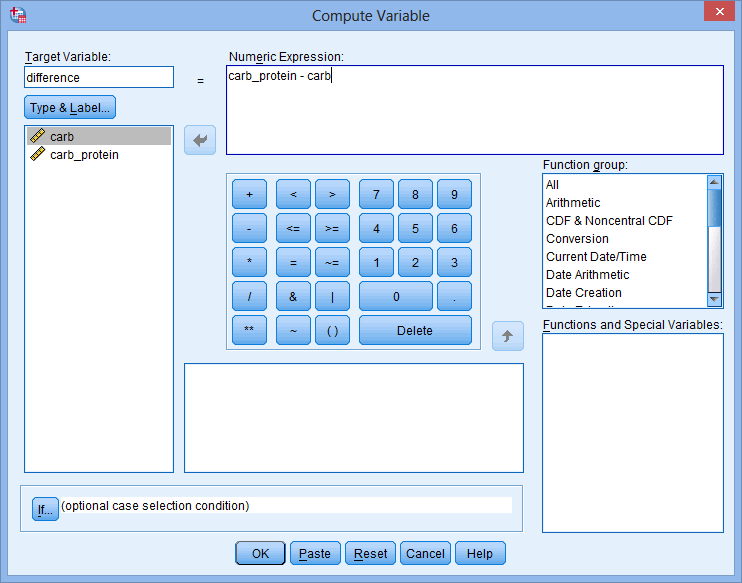 Compute Variable
Target Variable:
difference
=
Numeric Expression:
carb_protein - carb
Type & Label...
carb
carb_protein
+ < > 7 8 9
- <= >= 4 5 6
* = ~= 1 2 3
/ & | 0 .
** ~ ( ) Delete
Function group:
All
Arithmetic
CDF & Noncentral CDF
Conversion
Current Date/Time
Date Arithmetic
Date Creation
Functions and Special Variables:
If... (optional case selection condition)
OK Paste Reset Cancel Help